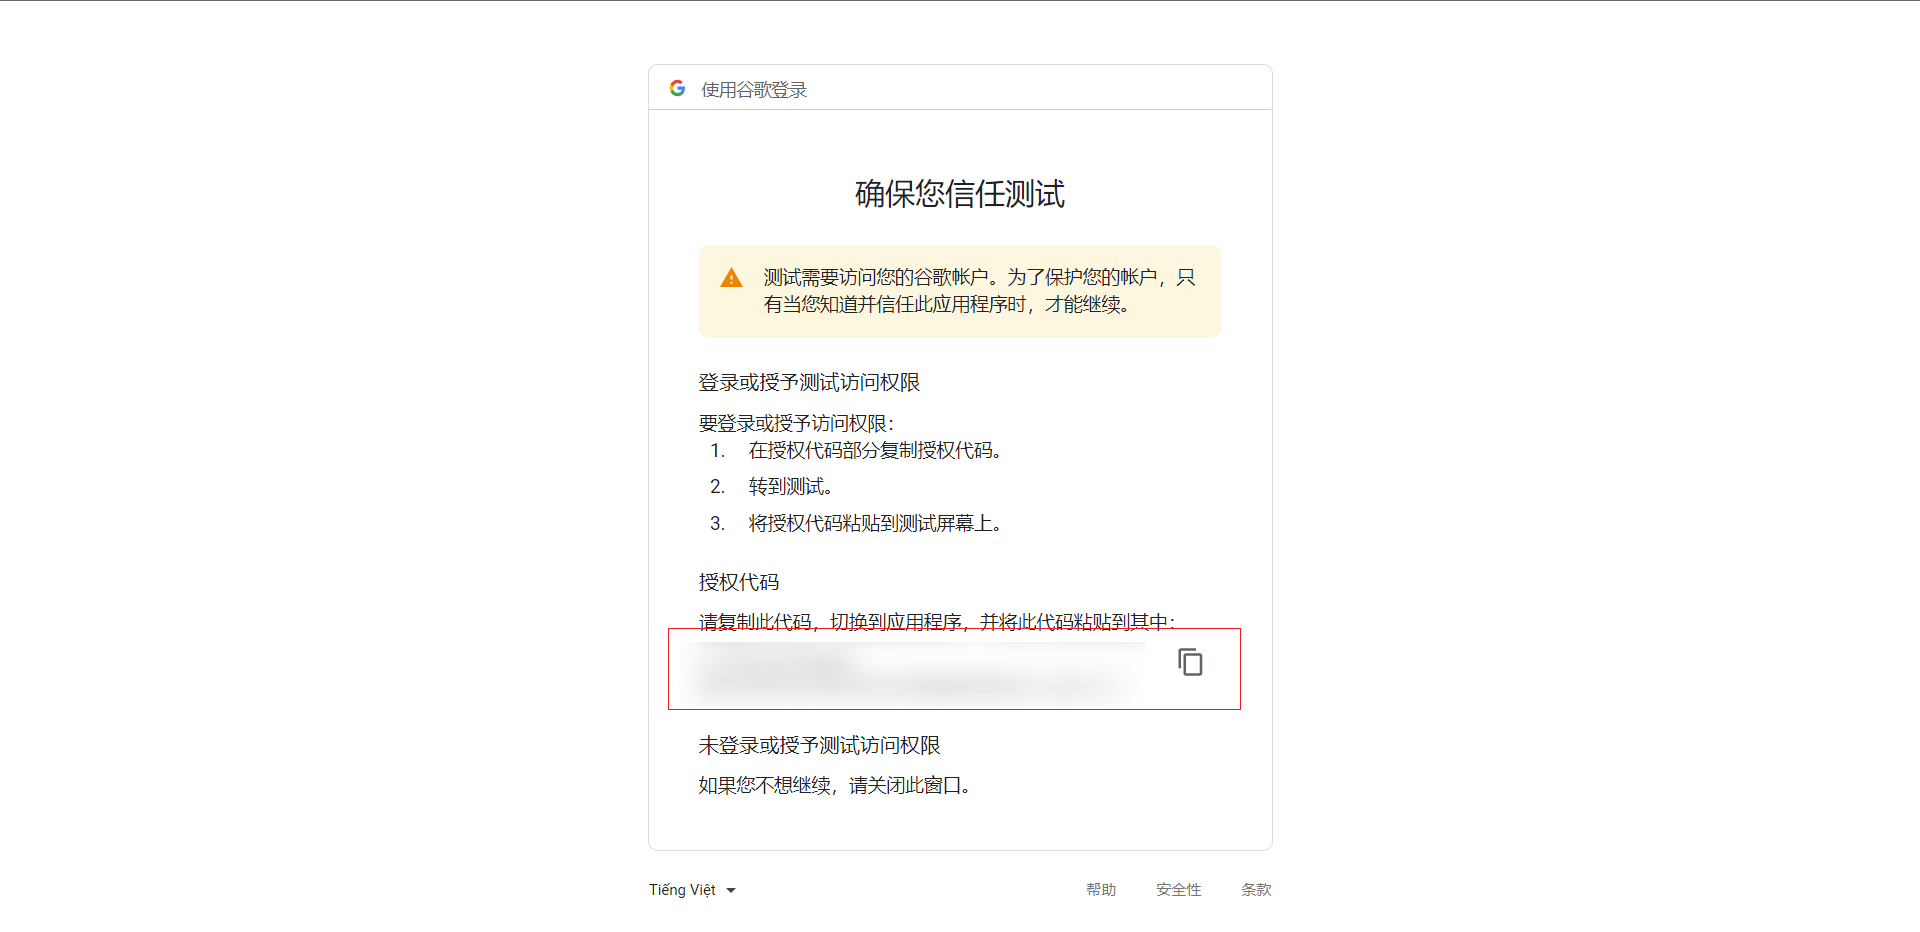 使用谷歌登录
确保您信任测试
测试需要访问您的谷歌帐户。为了保护您的帐户，只
有当您知道并信任此应用程序时，才能继续。
登录或授予测试访问权限
要登录或授予访问权限：
1. 在授权代码部分复制授权代码。
2. 转到测试。
3. 将授权代码粘贴到测试屏幕上。
授权代码
请复制此代码，切换到应用程序，并将此代码粘贴到其中：
未登录或授予测试访问权限
如果您不想继续，请关闭此窗口。
Tiếng Việt 帮助 安全性 条款